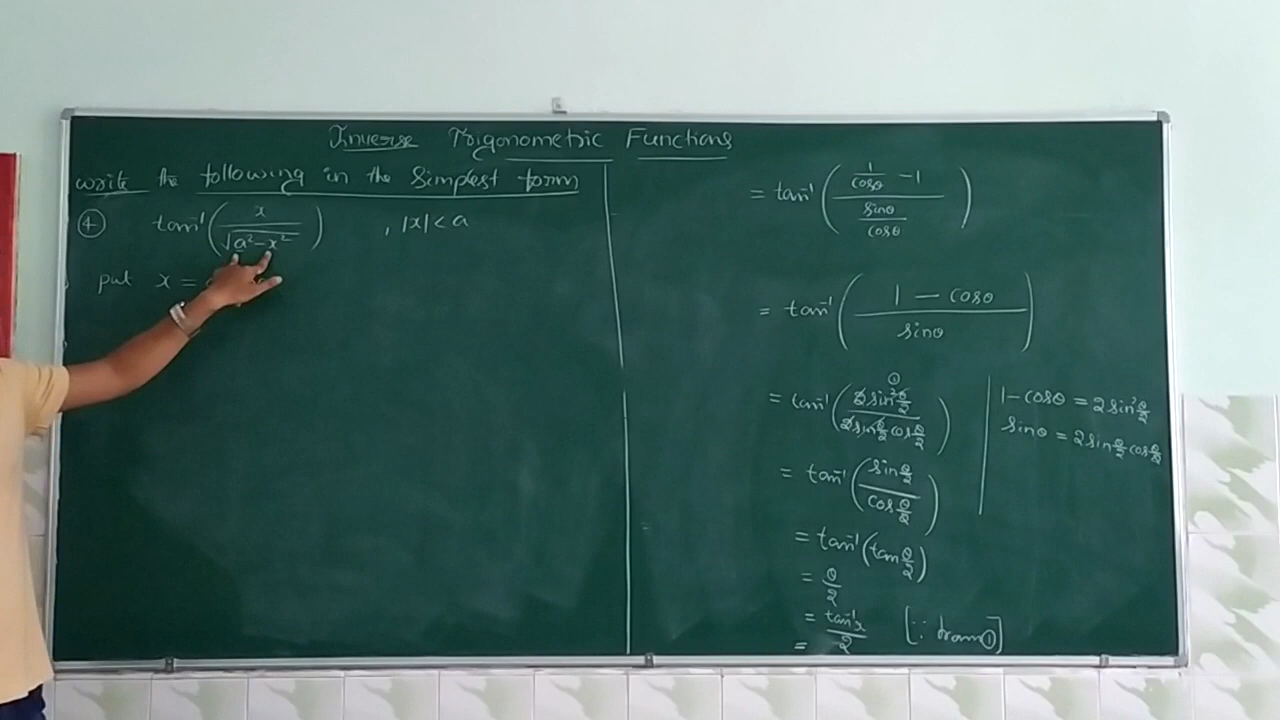 Inverse Trigonometric Functions
write the following in the Simplest form
④ tan⁻¹(x/√(a²-x²)) , |x| < a
put x =
= tan⁻¹((1/cosθ - 1)/(sinθ/cosθ))
= tan⁻¹((1 - cosθ)/sinθ)
= tan⁻¹(2sin²θ/2 / 2sinθ/2 cosθ/2)
1 - cosθ = 2sin²θ/2
sinθ = 2sinθ/2 cosθ/2
= tan⁻¹(sinθ/2 / cosθ/2)
= tan⁻¹(tanθ/2)
= θ/2
= tan⁻¹x/2 [∵ from ①]
=